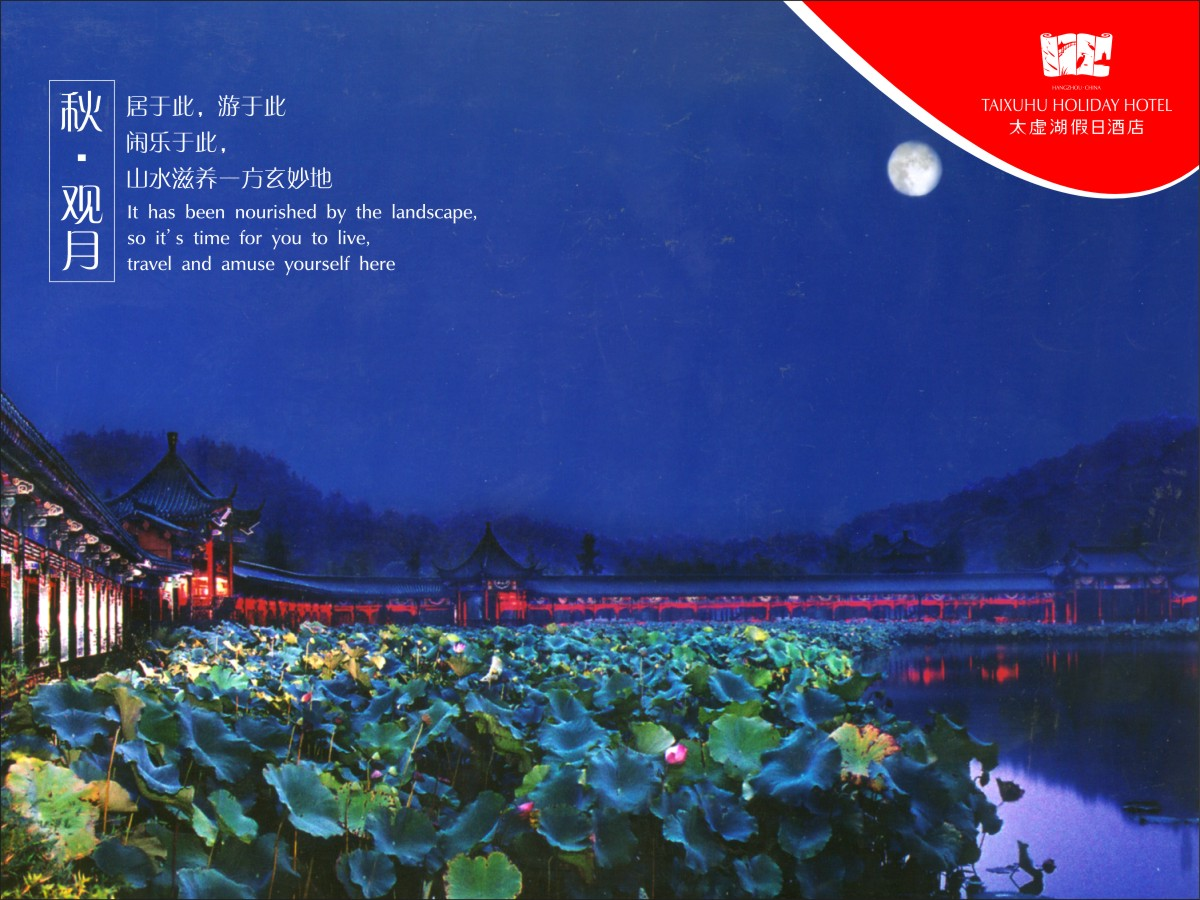 秋·观月
居于此，游于此
闲乐于此，
山水滋养一方玄妙地
It has been nourished by the landscape,
so it's time for you to live,
travel and amuse yourself here
HANGZHOU·CHINA
TAIXUHU HOLIDAY HOTEL
太虚湖假日酒店